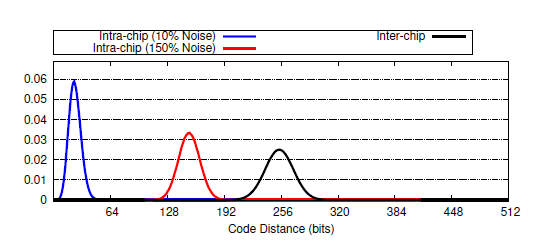 Intra-chip (10% Noise)
Inter-chip
Intra-chip (150% Noise)
0.06
0.05
0.04
0.03
0.02
0.01
0
64 128 192 256 320 384 448 512
Code Distance (bits)